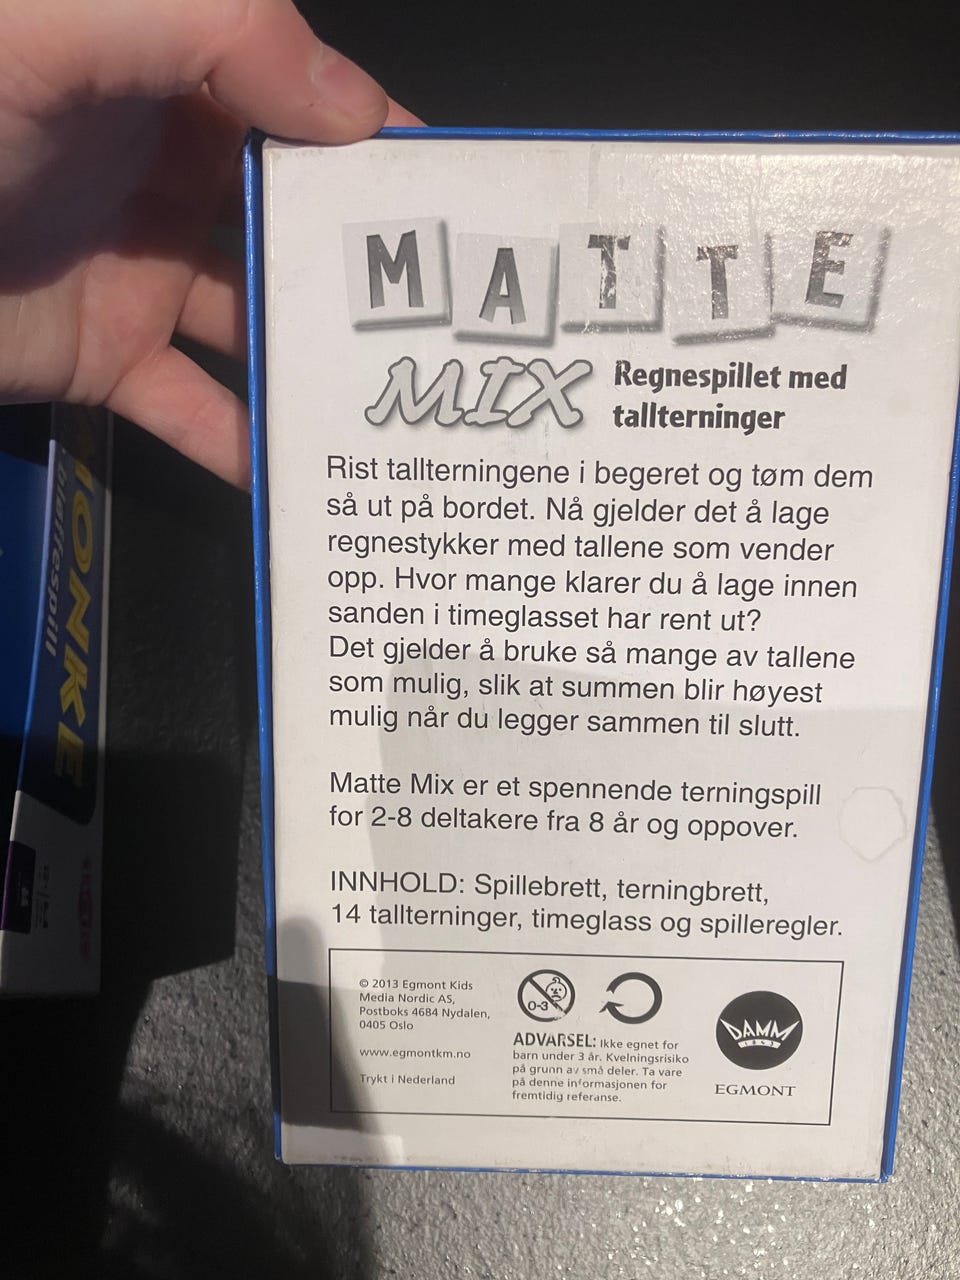 MATTE
MIX
Regnespillet med
tallterninger
Rist tallterningene i begeret og tøm dem
så ut på bordet. Nå gjelder det å lage
regnestykker med tallene som vender
opp. Hvor mange klarer du å lage innen
sanden i timeglasset har rent ut?
Det gjelder å bruke så mange av tallene
som mulig, slik at summen blir høyest
mulig når du legger sammen til slutt.
Matte Mix er et spennende terningspill
for 2-8 deltakere fra 8 år og oppover.
INNHOLD: Spillebrett, terningbrett,
14 tallterninger, timeglass og spilleregler.
© 2013 Egmont Kids
Media Nordic AS,
Postboks 4684 Nydalen,
0405 Oslo
www.egmontkm.no
Trykt i Nederland
0-3
ADVARSEL: Ikke egnet for
barn under 3 år. Kvelningsrisiko
på grunn av små deler. Ta vare
på denne informasjonen for
fremtidig referanse.
DAMM
1843
EGMONT
bløffespill